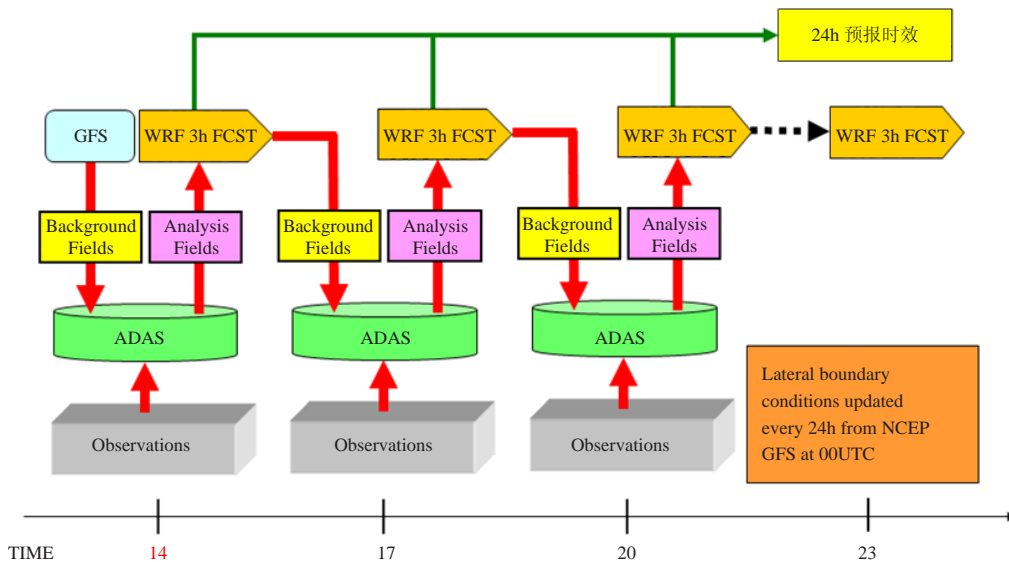 24h 预报时效
GFS
WRF 3h FCST
WRF 3h FCST
WRF 3h FCST
WRF 3h FCST
Background
Fields
Analysis
Fields
Background
Fields
Analysis
Fields
Background
Fields
Analysis
Fields
ADAS
ADAS
ADAS
Observations
Observations
Observations
Lateral boundary
conditions updated
every 24h from NCEP
GFS at 00UTC
TIME 14 17 20 23